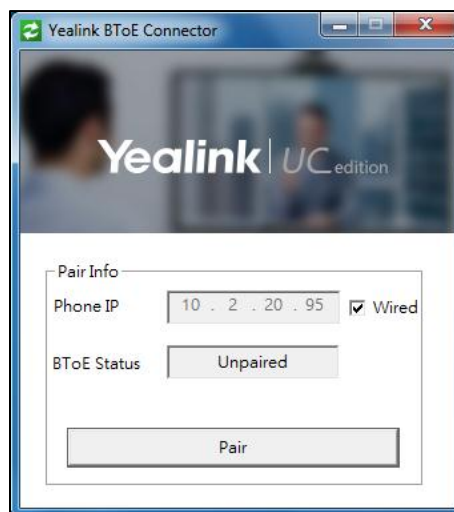 Yealink BToE Connector
Yealink | UC edition
Pair Info
Phone IP 10 . 2 . 20 . 95 Wired
BToE Status Unpaired
Pair